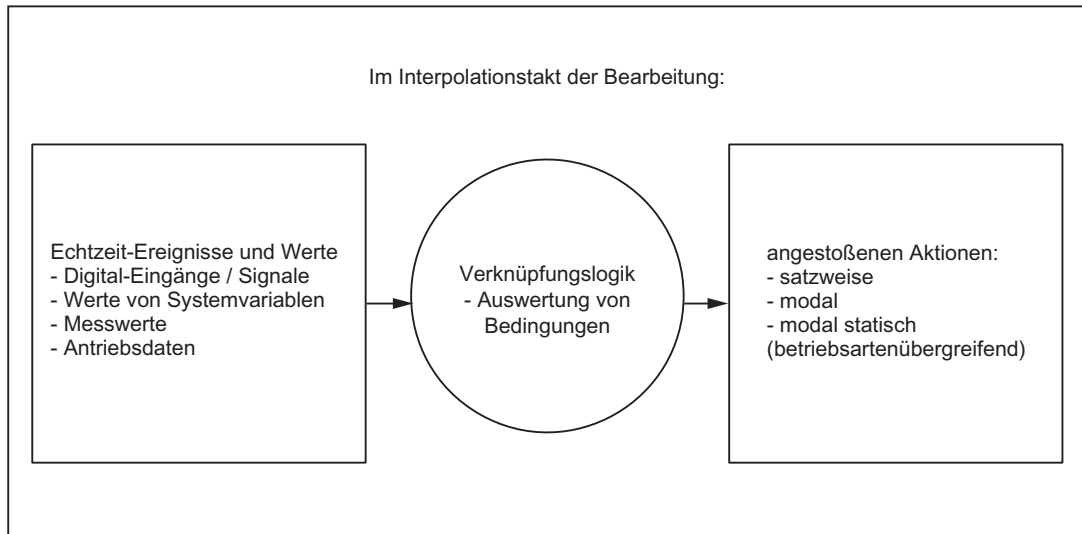 Im Interpolationstakt der Bearbeitung:
Echtzeit-Ereignisse und Werte
- Digital-Eingänge / Signale
- Werte von Systemvariablen
- Messwerte
- Antriebsdaten
Verknüpfungslogik
- Auswertung von
Bedingungen
angestoßenen Aktionen:
- satzweise
- modal
- modal statisch
(betriebsartenübergreifend)